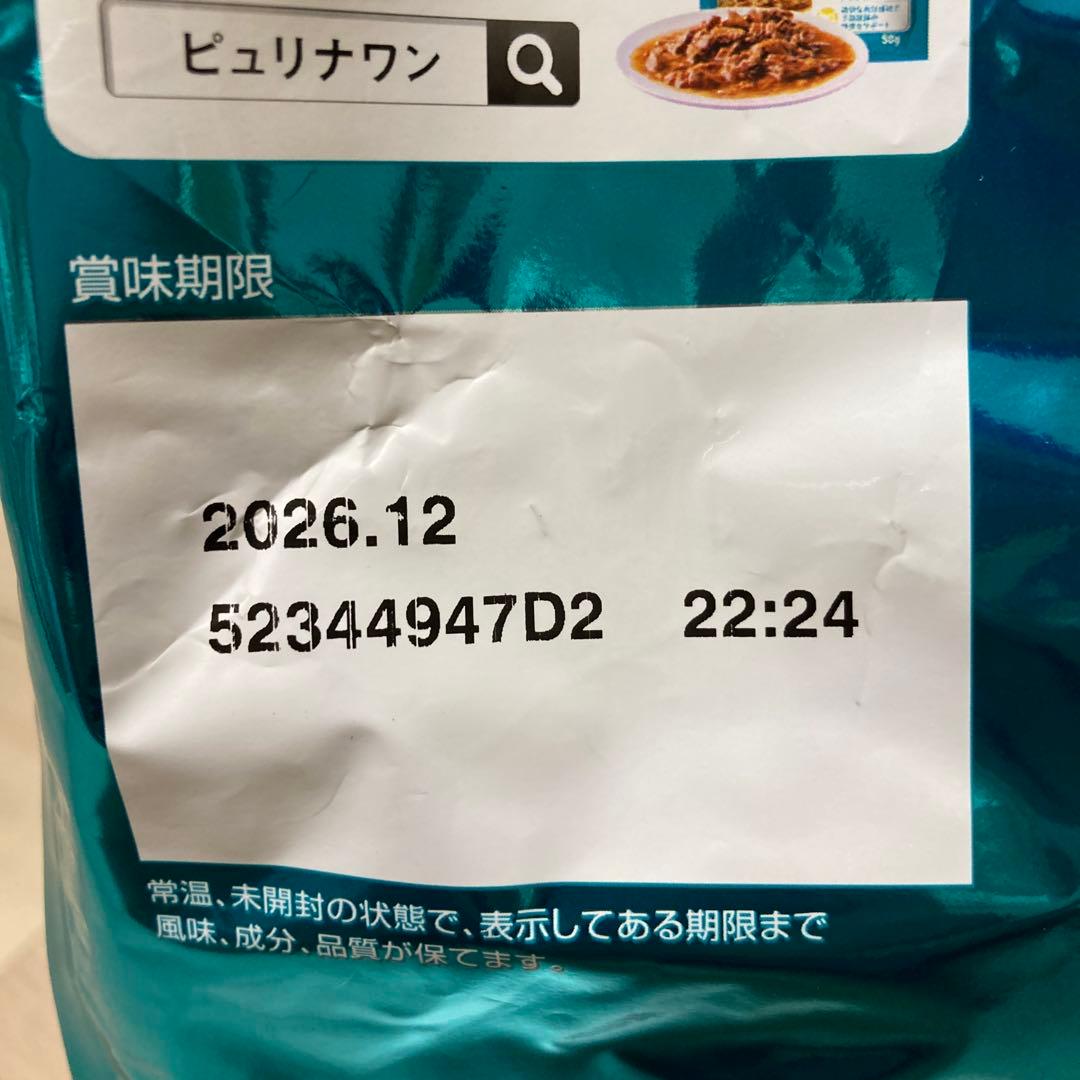 ピュリナワン
50g
賞味期限
2026.12
52344947D2 22:24
常温、未開封の状態で、表示してある期限まで
風味、成分、品質が保てます。